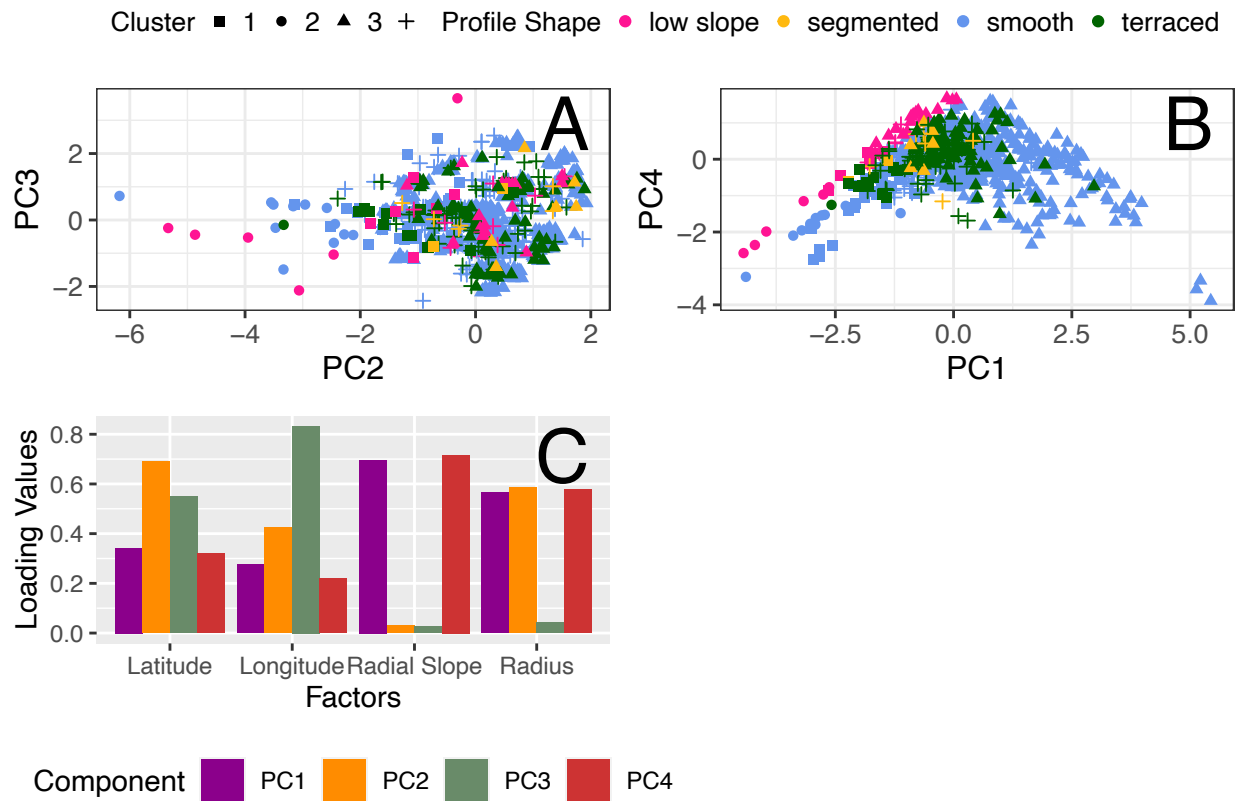 Cluster 1 2 3 Profile Shape low slope segmented smooth terraced
A
PC3
2
0
−2
−6 −4 −2 0 2
PC2
B
PC4
0
−2
−4
−2.5 0.0 2.5 5.0
PC1
C
Loading Values
0.8
0.6
0.4
0.2
0.0
Latitude Longitude Radial Slope Radius
Factors
Component PC1 PC2 PC3 PC4